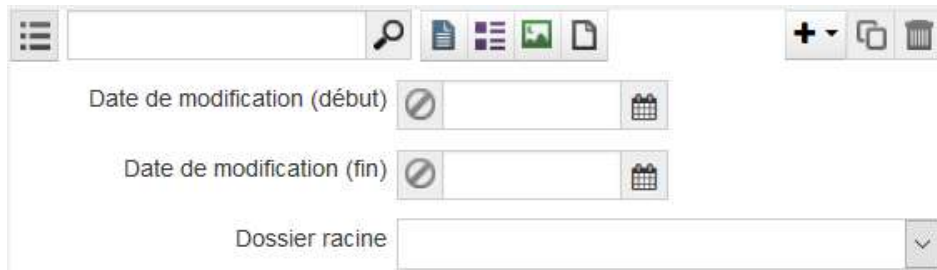 Date de modification (début)
Date de modification (fin)
Dossier racine